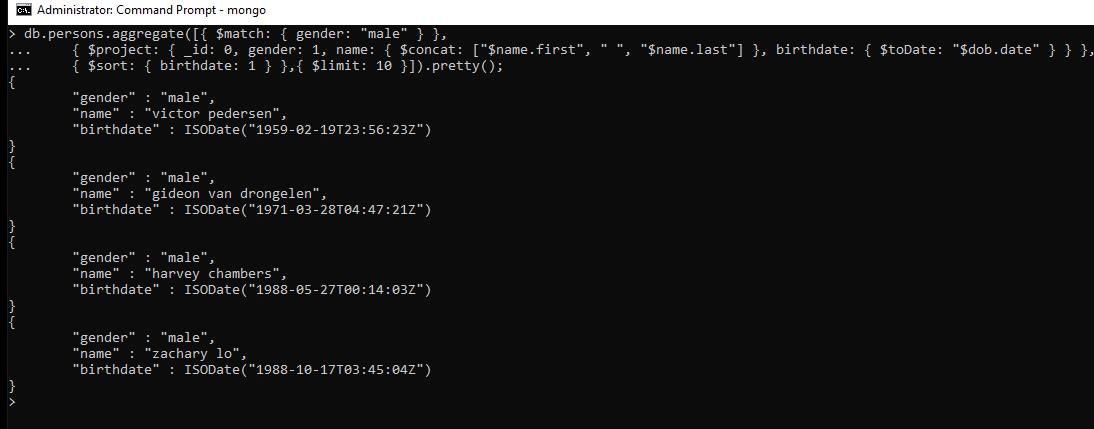 Administrator: Command Prompt - mongo
> db.persons.aggregate([{ $match: { gender: "male" } },
...     { $project: { _id: 0, gender: 1, name: { $concat: ["$name.first", " ", "$name.last"] }, birthdate: { $toDate: "$dob.date" } } },
...     { $sort: { birthdate: 1 } },{ $limit: 10 }]).pretty();
{
        "gender" : "male",
        "name" : "victor pedersen",
        "birthdate" : ISODate("1959-02-19T23:56:23Z")
}
{
        "gender" : "male",
        "name" : "gideon van drongelen",
        "birthdate" : ISODate("1971-03-28T04:47:21Z")
}
{
        "gender" : "male",
        "name" : "harvey chambers",
        "birthdate" : ISODate("1988-05-27T00:14:03Z")
}
{
        "gender" : "male",
        "name" : "zachary lo",
        "birthdate" : ISODate("1988-10-17T03:45:04Z")
}
>